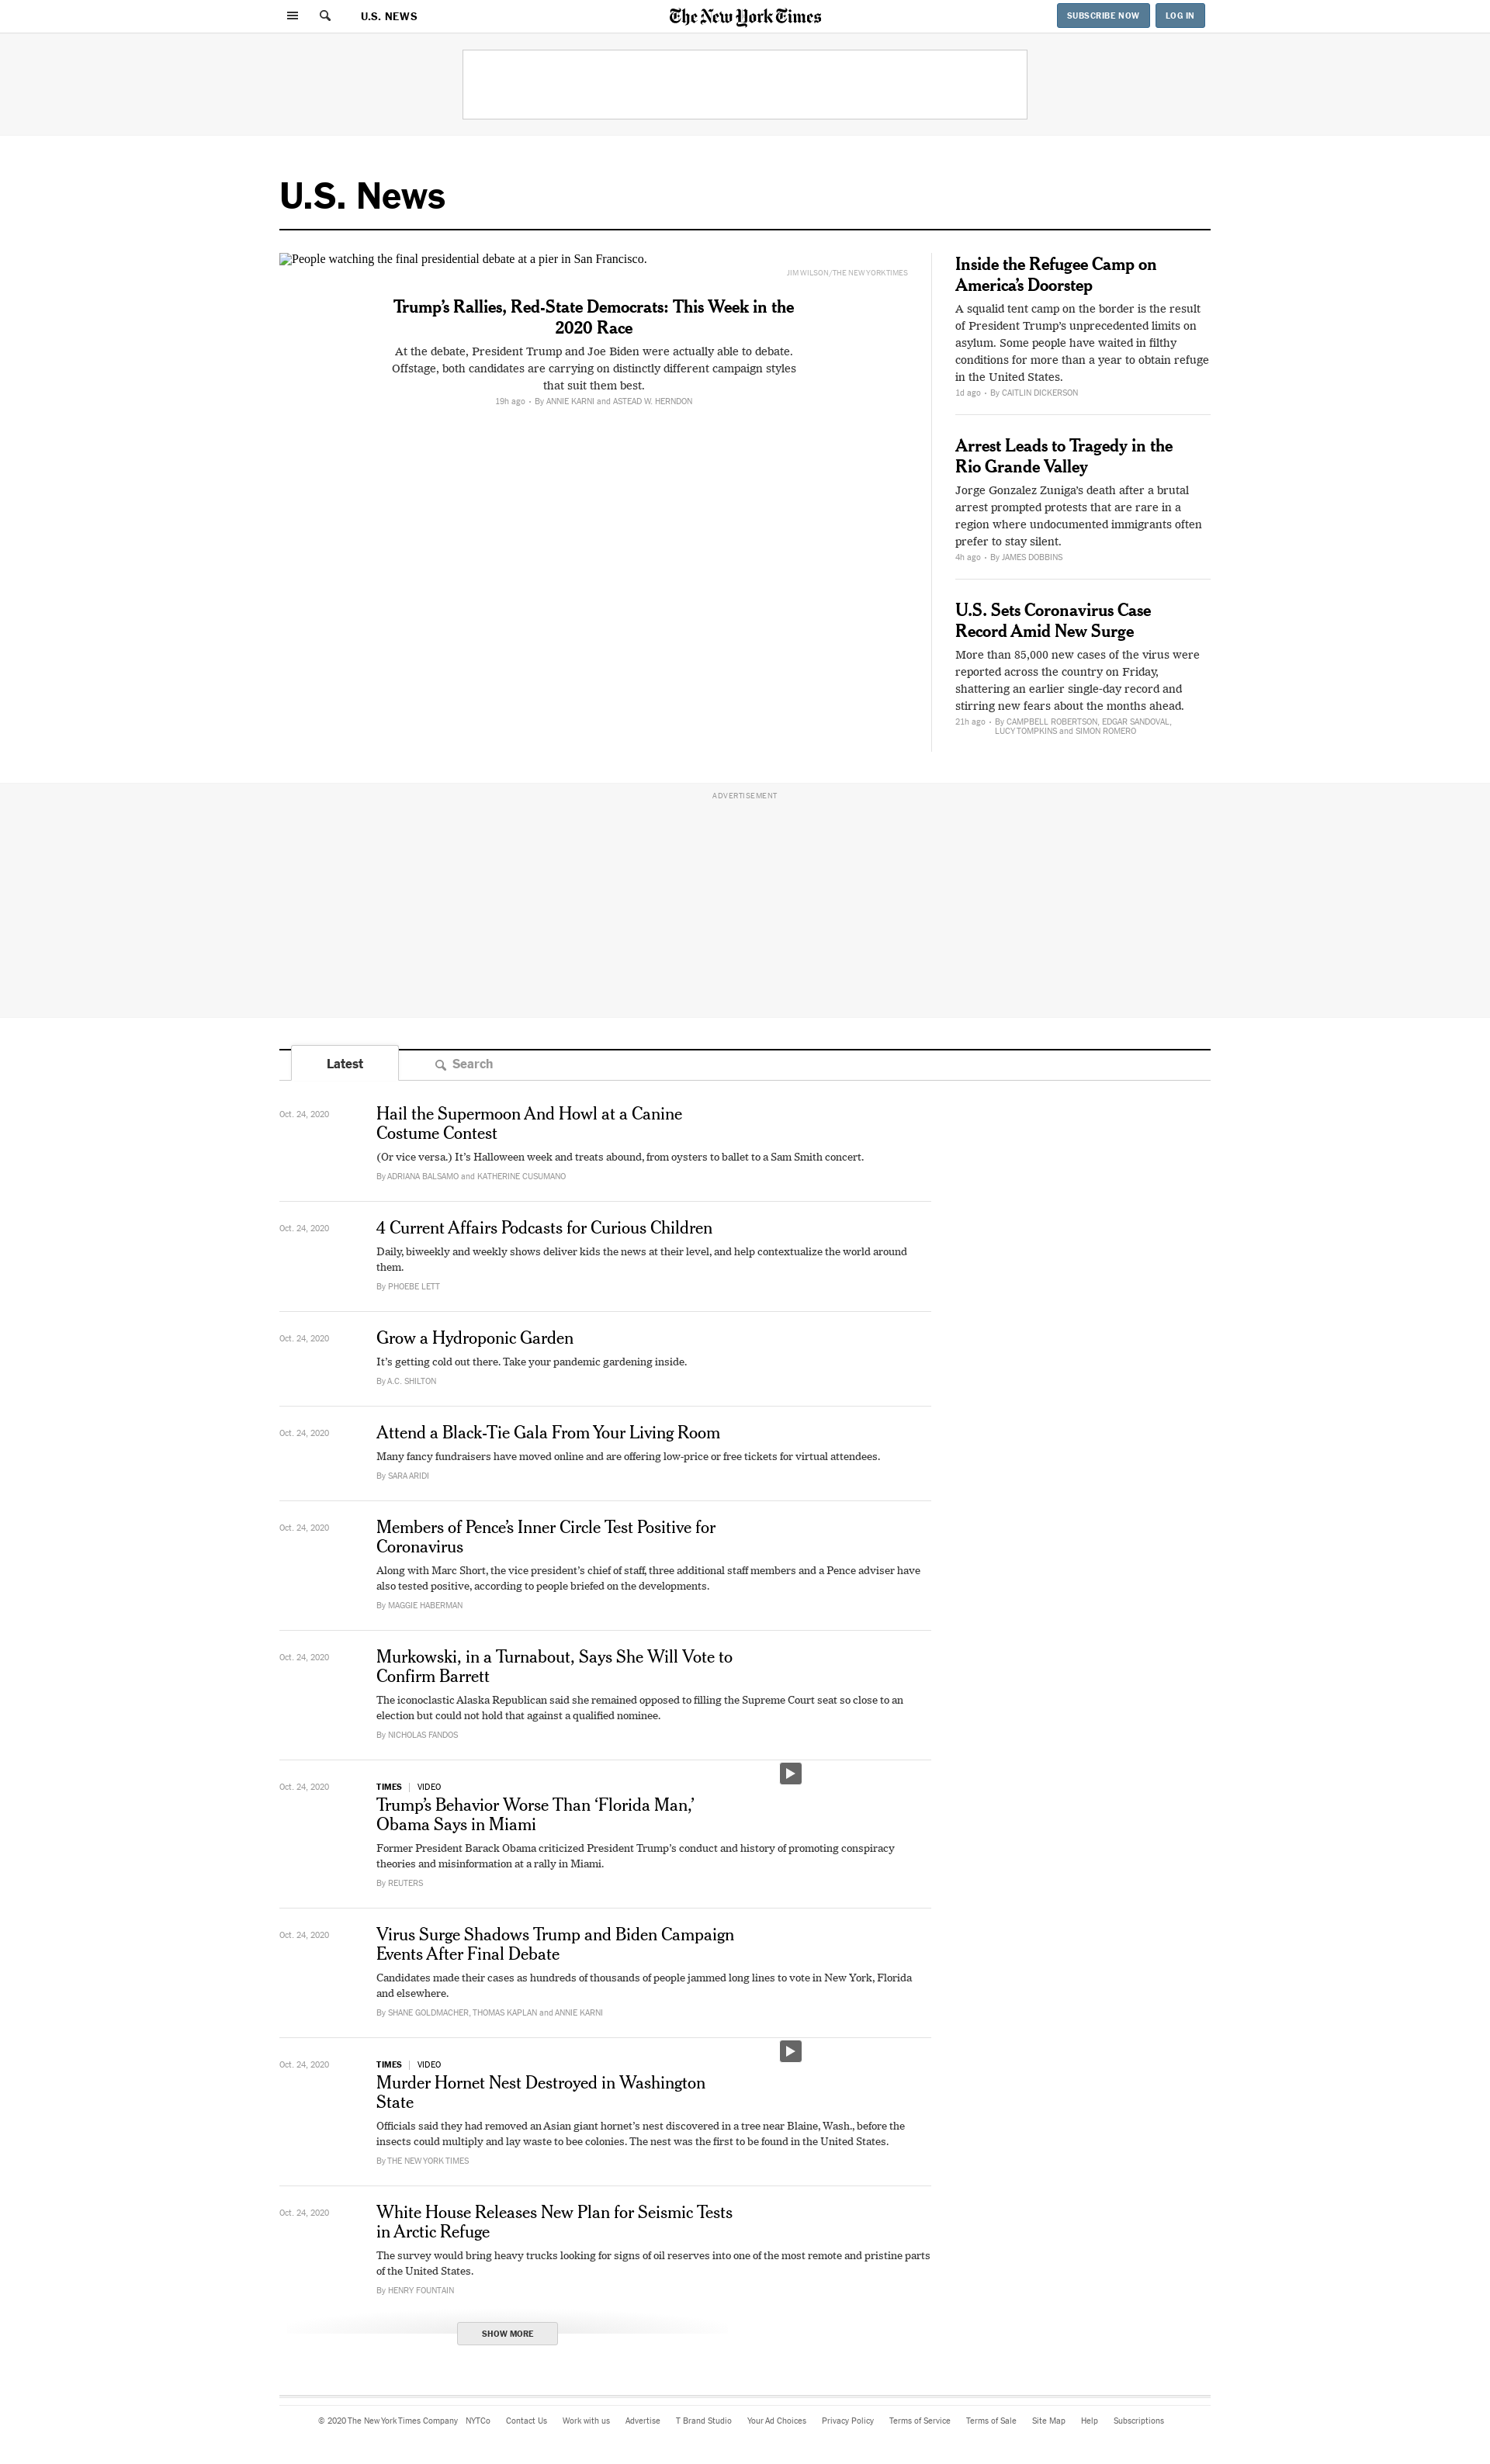 U.S. NEWS
The New York Times
SUBSCRIBE NOW
LOG IN
U.S. News
People watching the final presidential debate at a pier in San Francisco.
JIM WILSON/THE NEW YORK TIMES
Trump’s Rallies, Red-State Democrats: This Week in the
2020 Race
At the debate, President Trump and Joe Biden were actually able to debate.
Offstage, both candidates are carrying on distinctly different campaign styles
that suit them best.
19h ago • By ANNIE KARNI and ASTEAD W. HERNDON
Inside the Refugee Camp on
America’s Doorstep
A squalid tent camp on the border is the result
of President Trump’s unprecedented limits on
asylum. Some people have waited in filthy
conditions for more than a year to obtain refuge
in the United States.
1d ago • By CAITLIN DICKERSON
Arrest Leads to Tragedy in the
Rio Grande Valley
Jorge Gonzalez Zuniga’s death after a brutal
arrest prompted protests that are rare in a
region where undocumented immigrants often
prefer to stay silent.
4h ago • By JAMES DOBBINS
U.S. Sets Coronavirus Case
Record Amid New Surge
More than 85,000 new cases of the virus were
reported across the country on Friday,
shattering an earlier single-day record and
stirring new fears about the months ahead.
21h ago • By CAMPBELL ROBERTSON, EDGAR SANDOVAL,
LUCY TOMPKINS and SIMON ROMERO
ADVERTISEMENT
Latest
Search
Oct. 24, 2020
Hail the Supermoon And Howl at a Canine
Costume Contest
(Or vice versa.) It’s Halloween week and treats abound, from oysters to ballet to a Sam Smith concert.
By ADRIANA BALSAMO and KATHERINE CUSUMANO
Oct. 24, 2020
4 Current Affairs Podcasts for Curious Children
Daily, biweekly and weekly shows deliver kids the news at their level, and help contextualize the world around
them.
By PHOEBE LETT
Oct. 24, 2020
Grow a Hydroponic Garden
It’s getting cold out there. Take your pandemic gardening inside.
By A.C. SHILTON
Oct. 24, 2020
Attend a Black-Tie Gala From Your Living Room
Many fancy fundraisers have moved online and are offering low-price or free tickets for virtual attendees.
By SARA ARIDI
Oct. 24, 2020
Members of Pence’s Inner Circle Test Positive for
Coronavirus
Along with Marc Short, the vice president’s chief of staff, three additional staff members and a Pence adviser have
also tested positive, according to people briefed on the developments.
By MAGGIE HABERMAN
Oct. 24, 2020
Murkowski, in a Turnabout, Says She Will Vote to
Confirm Barrett
The iconoclastic Alaska Republican said she remained opposed to filling the Supreme Court seat so close to an
election but could not hold that against a qualified nominee.
By NICHOLAS FANDOS
Oct. 24, 2020
TIMES | VIDEO
Trump’s Behavior Worse Than ‘Florida Man,’
Obama Says in Miami
Former President Barack Obama criticized President Trump’s conduct and history of promoting conspiracy
theories and misinformation at a rally in Miami.
By REUTERS
Oct. 24, 2020
Virus Surge Shadows Trump and Biden Campaign
Events After Final Debate
Candidates made their cases as hundreds of thousands of people jammed long lines to vote in New York, Florida
and elsewhere.
By SHANE GOLDMACHER, THOMAS KAPLAN and ANNIE KARNI
Oct. 24, 2020
TIMES | VIDEO
Murder Hornet Nest Destroyed in Washington
State
Officials said they had removed an Asian giant hornet’s nest discovered in a tree near Blaine, Wash., before the
insects could multiply and lay waste to bee colonies. The nest was the first to be found in the United States.
By THE NEW YORK TIMES
Oct. 24, 2020
White House Releases New Plan for Seismic Tests
in Arctic Refuge
The survey would bring heavy trucks looking for signs of oil reserves into one of the most remote and pristine parts
of the United States.
By HENRY FOUNTAIN
SHOW MORE
© 2020 The New York Times Company NYTCo Contact Us Work with us Advertise T Brand Studio Your Ad Choices Privacy Policy Terms of Service Terms of Sale Site Map Help Subscriptions